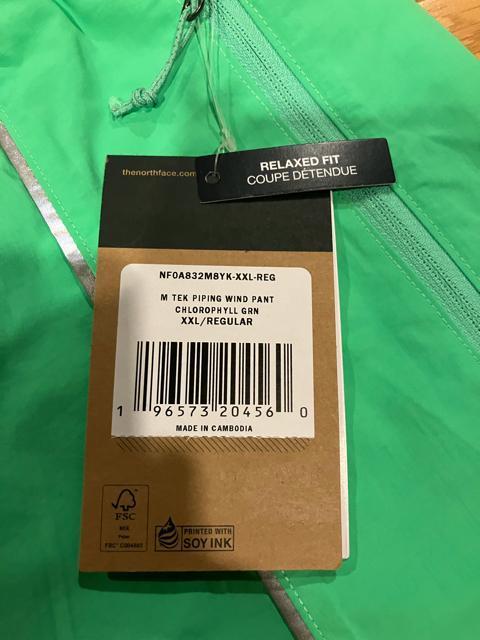 thenorthface.com
RELAXED FIT
COUPE DÉTENDUE
NF0A832M8YK-XXL-REG
M TEK PIPING WIND PANT
CHLOROPHYLL GRN
XXL/REGULAR
1 96573 20456 0
MADE IN CAMBODIA
FSC
MIX
Paper
PRINTED WITH
SOY INK